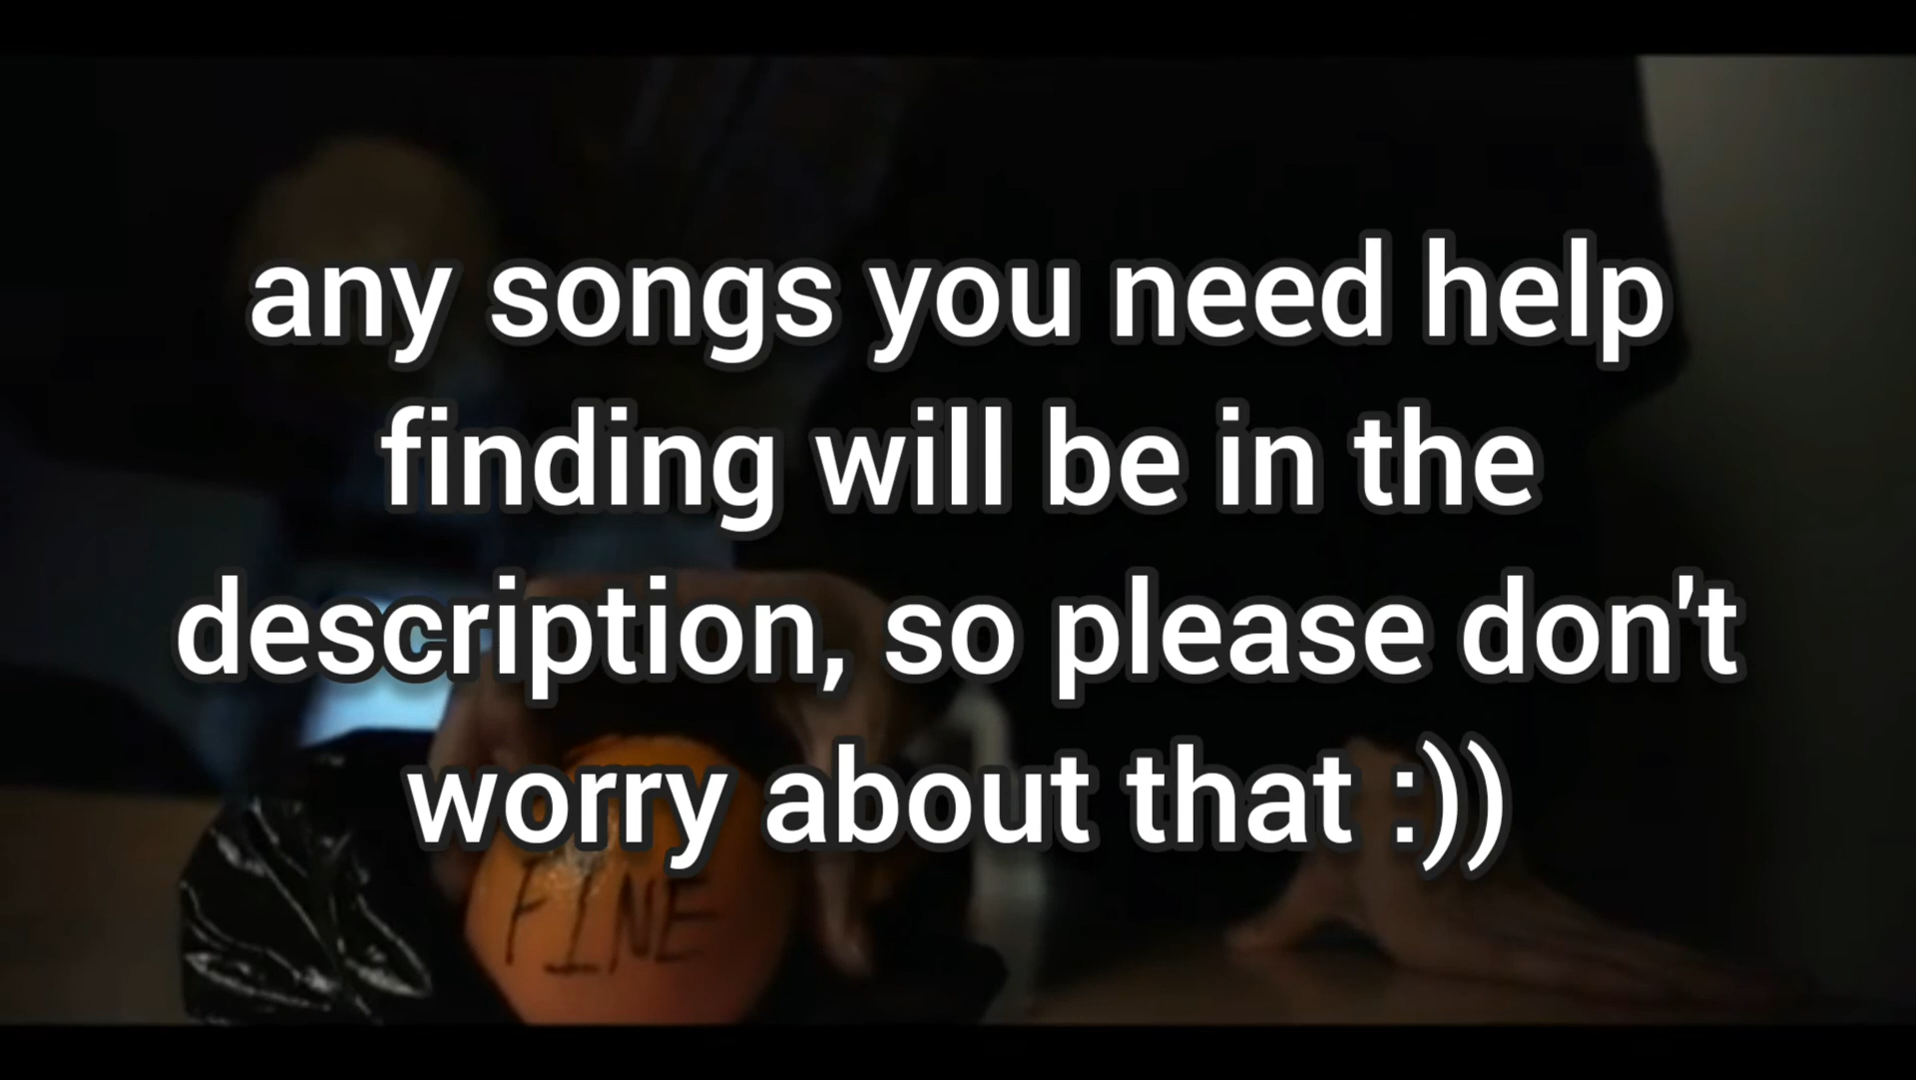 any songs you need help
finding will be in the
description, so please don't
worry about that :))
FINE